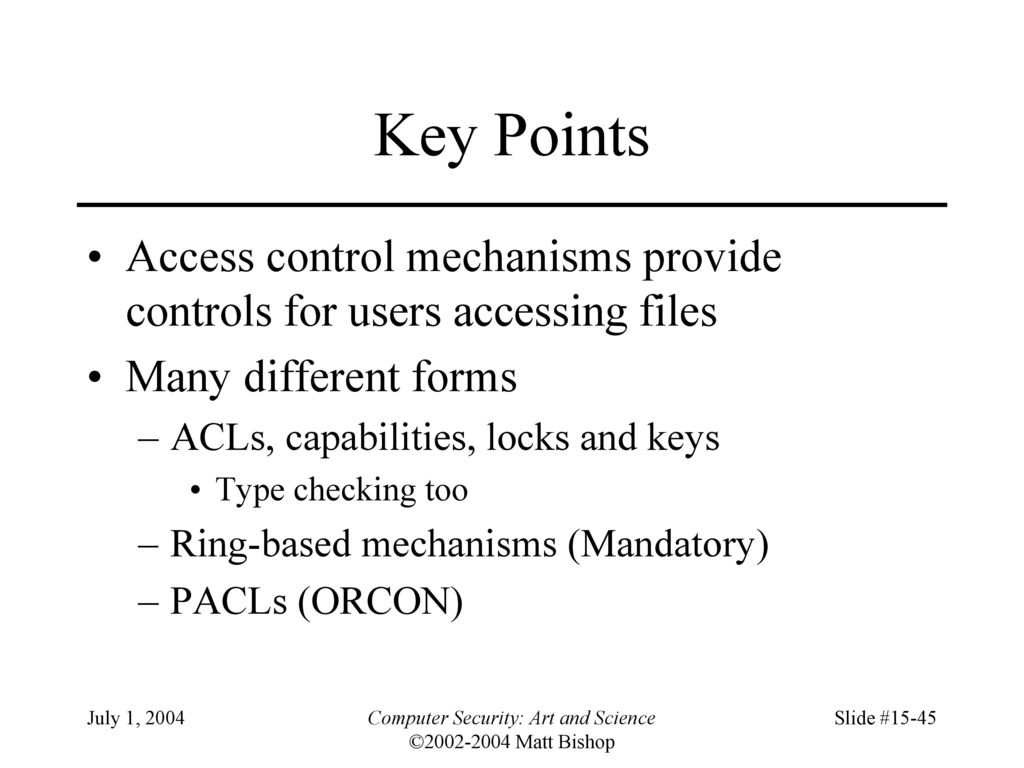 Key Points
• Access control mechanisms provide
controls for users accessing files
• Many different forms
– ACLs, capabilities, locks and keys
• Type checking too
– Ring-based mechanisms (Mandatory)
– PACLs (ORCON)
July 1, 2004
Computer Security: Art and Science
©2002-2004 Matt Bishop
Slide #15-45